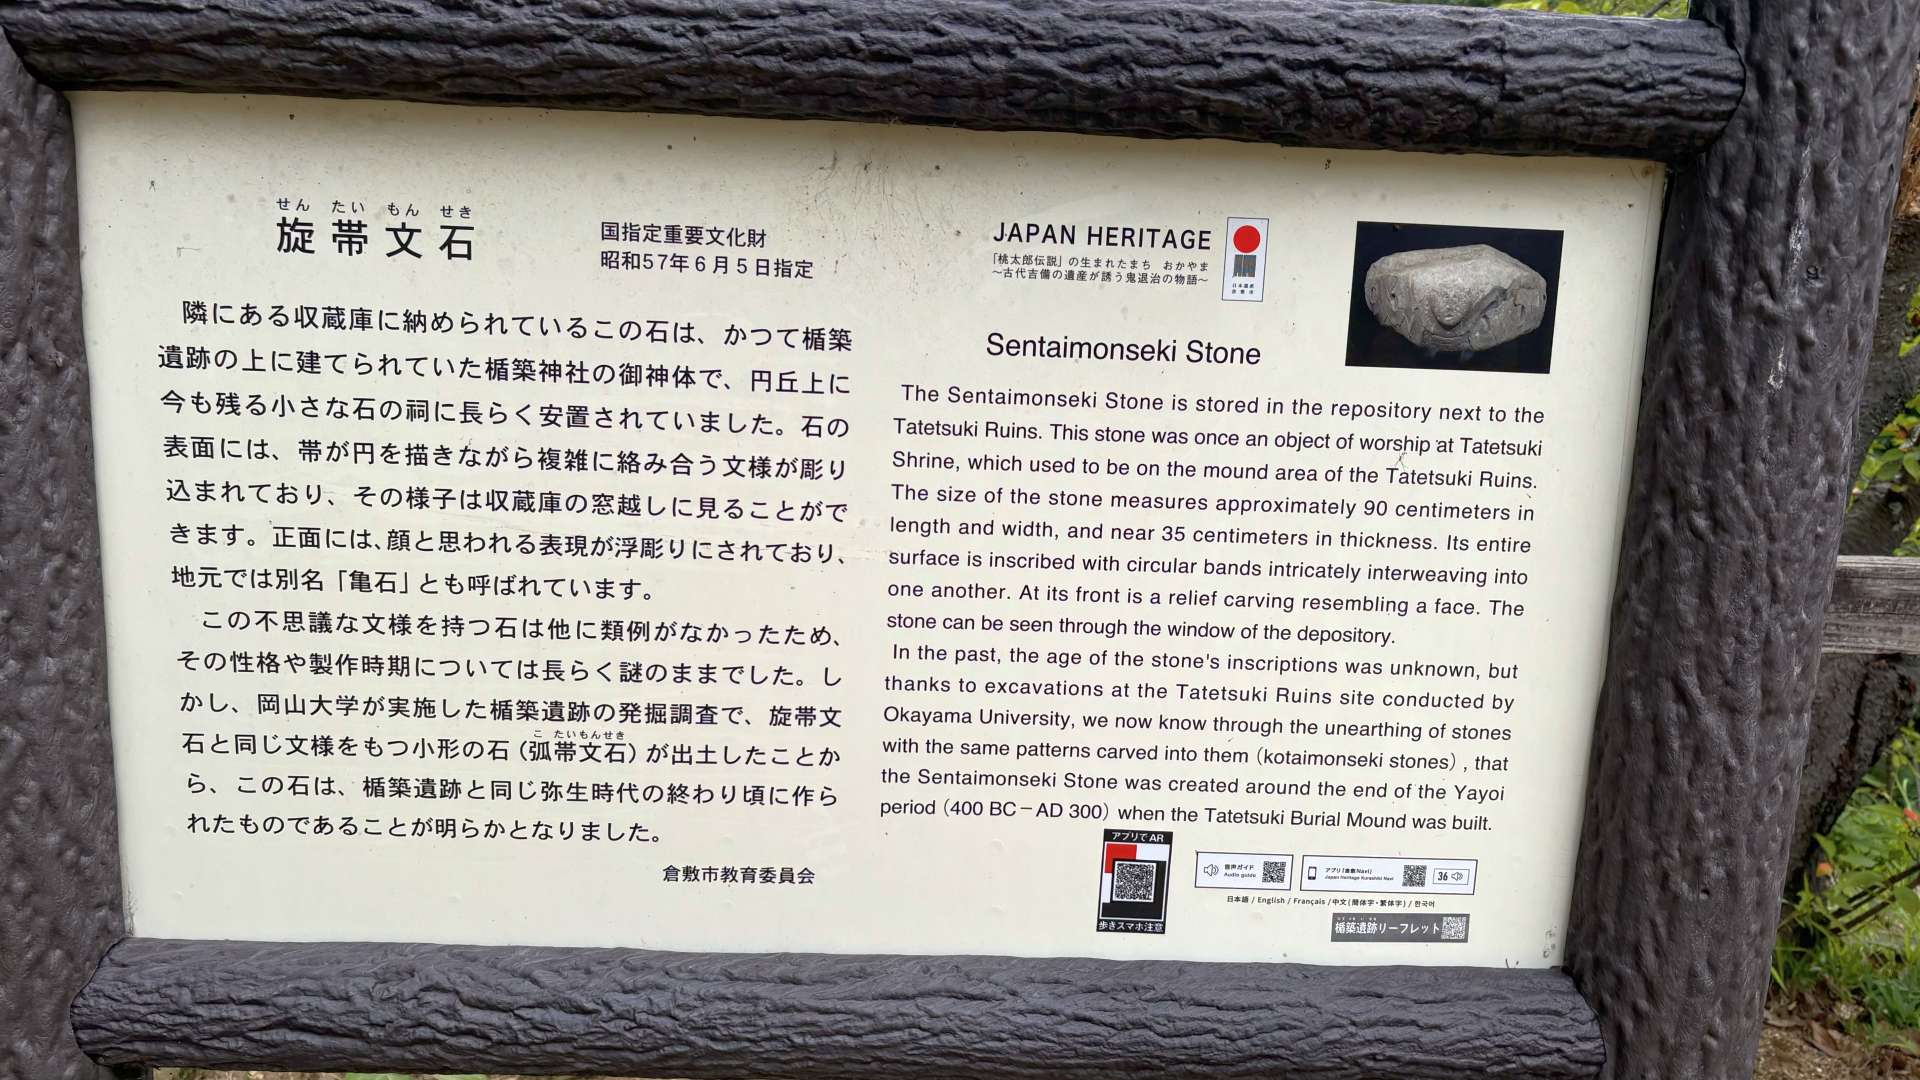 せん たい もん せき
旋帯文石
国指定重要文化財
昭和57年6月5日指定
隣にある収蔵庫に納められているこの石は、かつて楯築
遺跡の上に建てられていた楯築神社の御神体で、円丘上に
今も残る小さな石の祠に長らく安置されていました。石の
表面には、帯が円を描きながら複雑に絡み合う文様が彫り
込まれており、その様子は収蔵庫の窓越しに見ることがで
きます。正面には、顔と思われる表現が浮彫りにされており、
地元では別名「亀石」とも呼ばれています。
この不思議な文様を持つ石は他に類例がなかったため、
その性格や製作時期については長らく謎のままでした。し
かし、岡山大学が実施した楯築遺跡の発掘調査で、旋帯文
こ たいもんせき
石と同じ文様をもつ小形の石(弧帯文石)が出土したことか
ら、この石は、楯築遺跡と同じ弥生時代の終わり頃に作ら
れたものであることが明らかとなりました。
倉敷市教育委員会
JAPAN HERITAGE
「桃太郎伝説」の生まれたまち おかやま
〜古代吉備の遺産が誘う鬼退治の物語〜
Sentaimonseki Stone
The Sentaimonseki Stone is stored in the repository next to the
Tatetsuki Ruins. This stone was once an object of worship at Tatetsuki
Shrine, which used to be on the mound area of the Tatetsuki Ruins.
The size of the stone measures approximately 90 centimeters in
length and width, and near 35 centimeters in thickness. Its entire
surface is inscribed with circular bands intricately interweaving into
one another. At its front is a relief carving resembling a face. The
stone can be seen through the window of the depository.
In the past, the age of the stone's inscriptions was unknown, but
thanks to excavations at the Tatetsuki Ruins site conducted by
Okayama University, we now know through the unearthing of stones
with the same patterns carved into them (kotaimonseki stones) , that
the Sentaimonseki Stone was created around the end of the Yayoi
period (400 BC－AD 300) when the Tatetsuki Burial Mound was built.
アプリでAR
歩きスマホ注意
音声ガイド
Audio guide
アプリ「倉敷Navi」
Japan Heritage Kurashiki Navi
36
日本語 / English / Français / 中文(簡体字・繁体字) / 한국어
楯築遺跡リーフレット